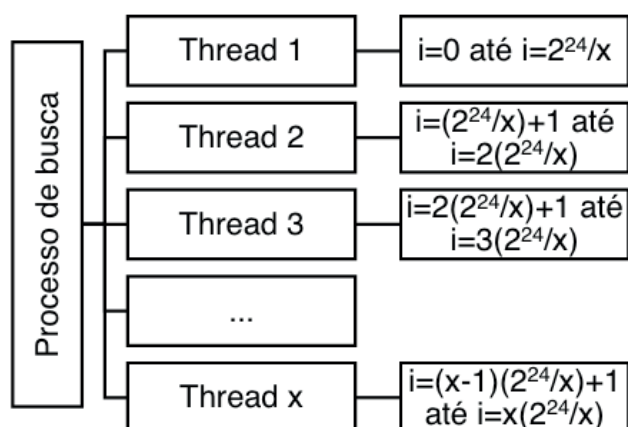 Processo de busca
Thread 1
i=0 até i=2²⁴/x
Thread 2
i=(2²⁴/x)+1 até
i=2(2²⁴/x)
Thread 3
i=2(2²⁴/x)+1 até
i=3(2²⁴/x)
...
Thread x
i=(x-1)(2²⁴/x)+1
até i=x(2²⁴/x)